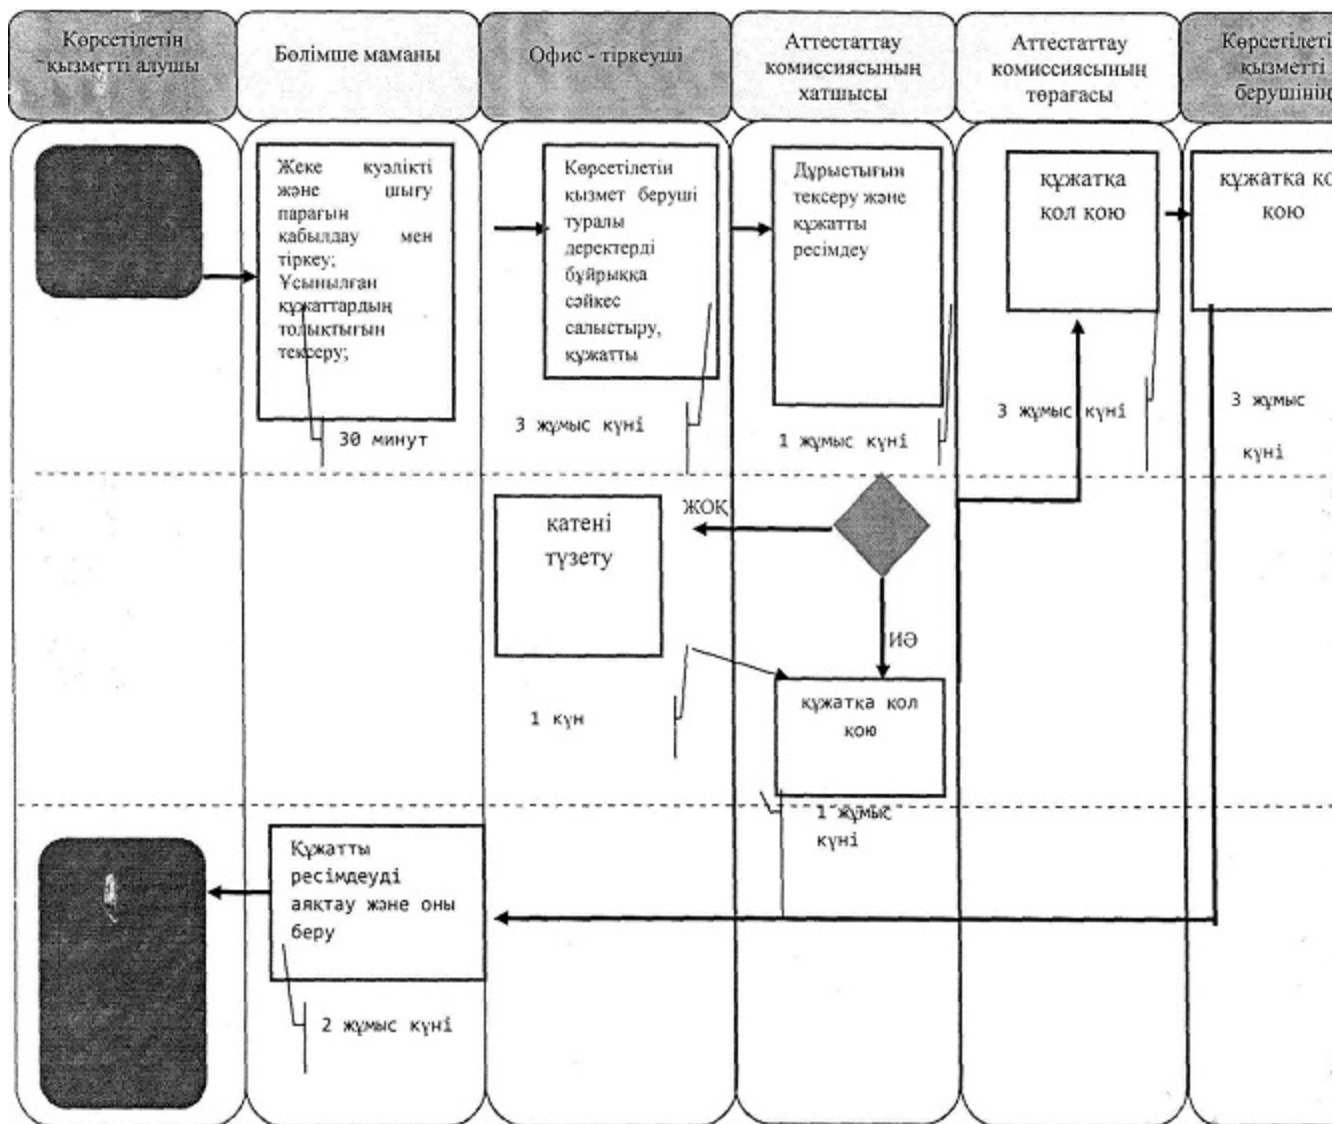 Көрсетілетін
қызметті алушы
Бөлімше маманы
Офис - тіркеуші
Аттестаттау
комиссиясының
хатшысы
Аттестаттау
комиссиясының
төрағасы
Көрсетілеті
қызметті
берушінің
Жеке куәлікті
және шығу
парағын
қабылдау мен
тіркеу;
Ұсынылған
құжаттардың
толықтығын
тексеру;
30 минут
Көрсетілетін
қызмет беруші
туралы
деректерді
бұйрыққа
сәйкес
салыстыру,
құжатты
3 жұмыс күні
Дұрыстығын
тексеру және
құжатты
ресімдеу
1 жұмыс күні
құжатқа
қол қою
3 жұмыс күні
құжатқа қо
қою
3 жұмыс
күні
қатені
түзету
1 күн
ЖОҚ
ИӘ
құжатқа қол
қою
1 жұмыс
күні
Құжатты
ресімдеуді
аяқтау және оны
беру
2 жұмыс күні